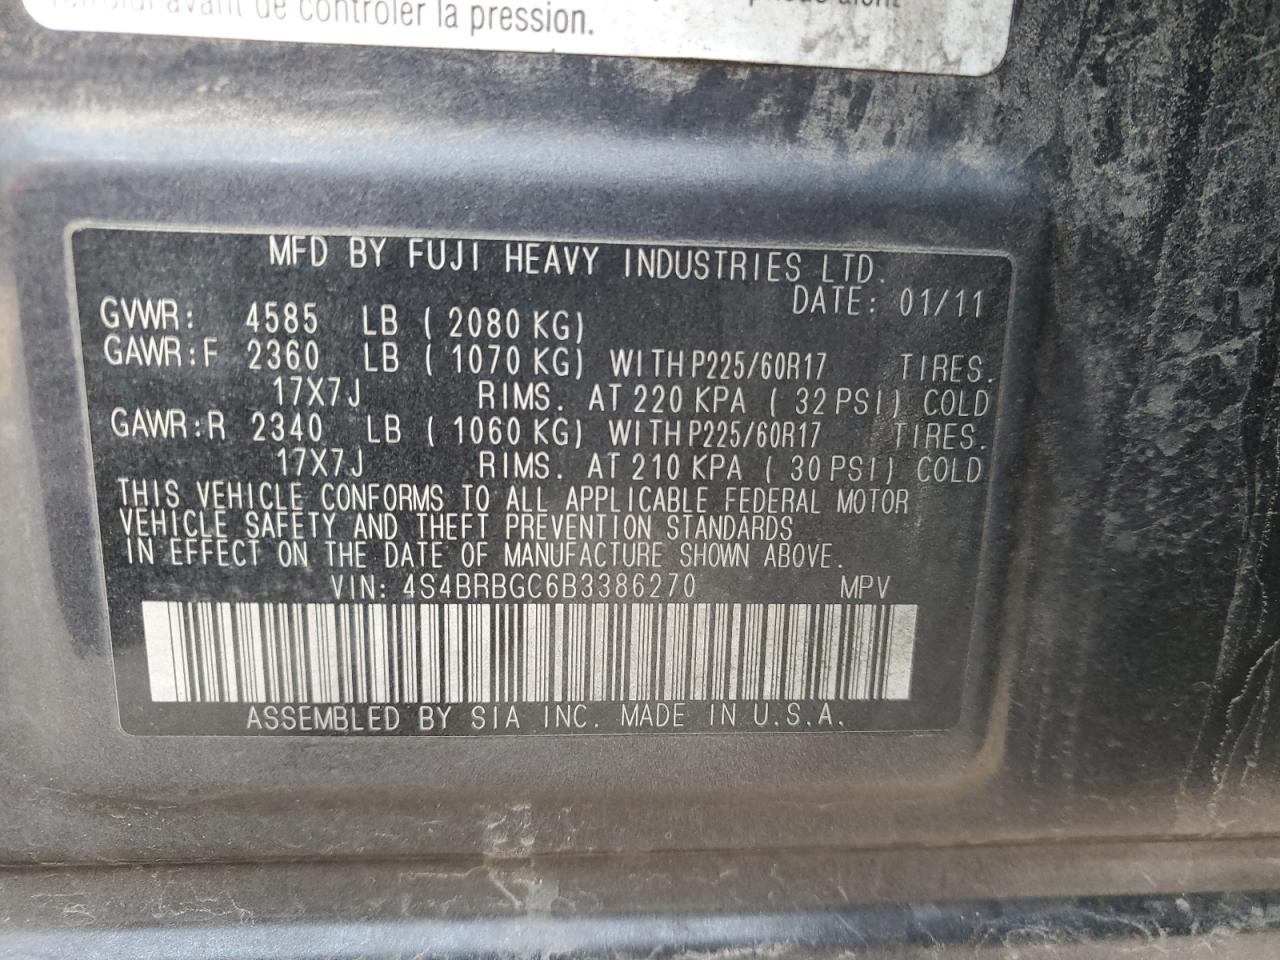 avant de contrôler la pression.
MFD BY FUJI HEAVY INDUSTRIES LTD.
DATE: 01/11
GVWR: 4585 LB ( 2080 KG)
GAWR:F 2360 LB ( 1070 KG) WITH P225/60R17 TIRES.
17X7J RIMS. AT 220 KPA ( 32 PSI) COLD
GAWR:R 2340 LB ( 1060 KG) WITH P225/60R17 TIRES.
17X7J RIMS. AT 210 KPA ( 30 PSI) COLD
THIS VEHICLE CONFORMS TO ALL APPLICABLE FEDERAL MOTOR
VEHICLE SAFETY AND THEFT PREVENTION STANDARDS
IN EFFECT ON THE DATE OF MANUFACTURE SHOWN ABOVE.
VIN: 4S4BRBGC6B3386270 MPV
ASSEMBLED BY SIA INC. MADE IN U.S.A.